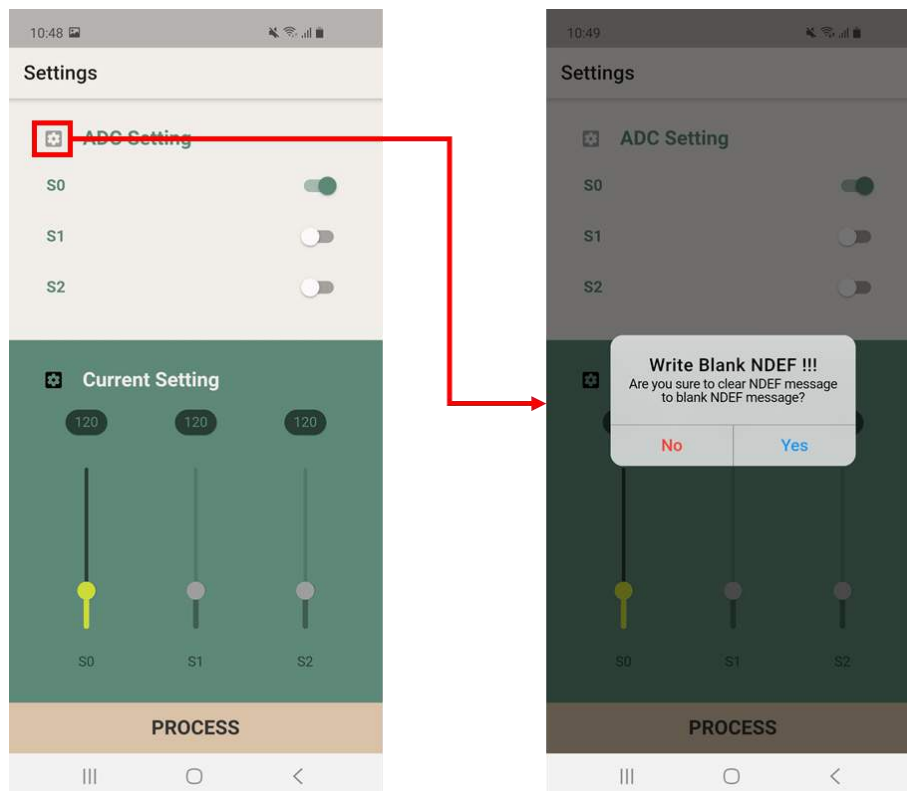 10:48
Settings
ADC Setting
S0
S1
S2
Current Setting
120 120 120
S0 S1 S2
PROCESS
10:49
Settings
ADC Setting
S0
S1
S2
Write Blank NDEF !!!
Are you sure to clear NDEF message
to blank NDEF message?
No Yes
S0 S1 S2
PROCESS